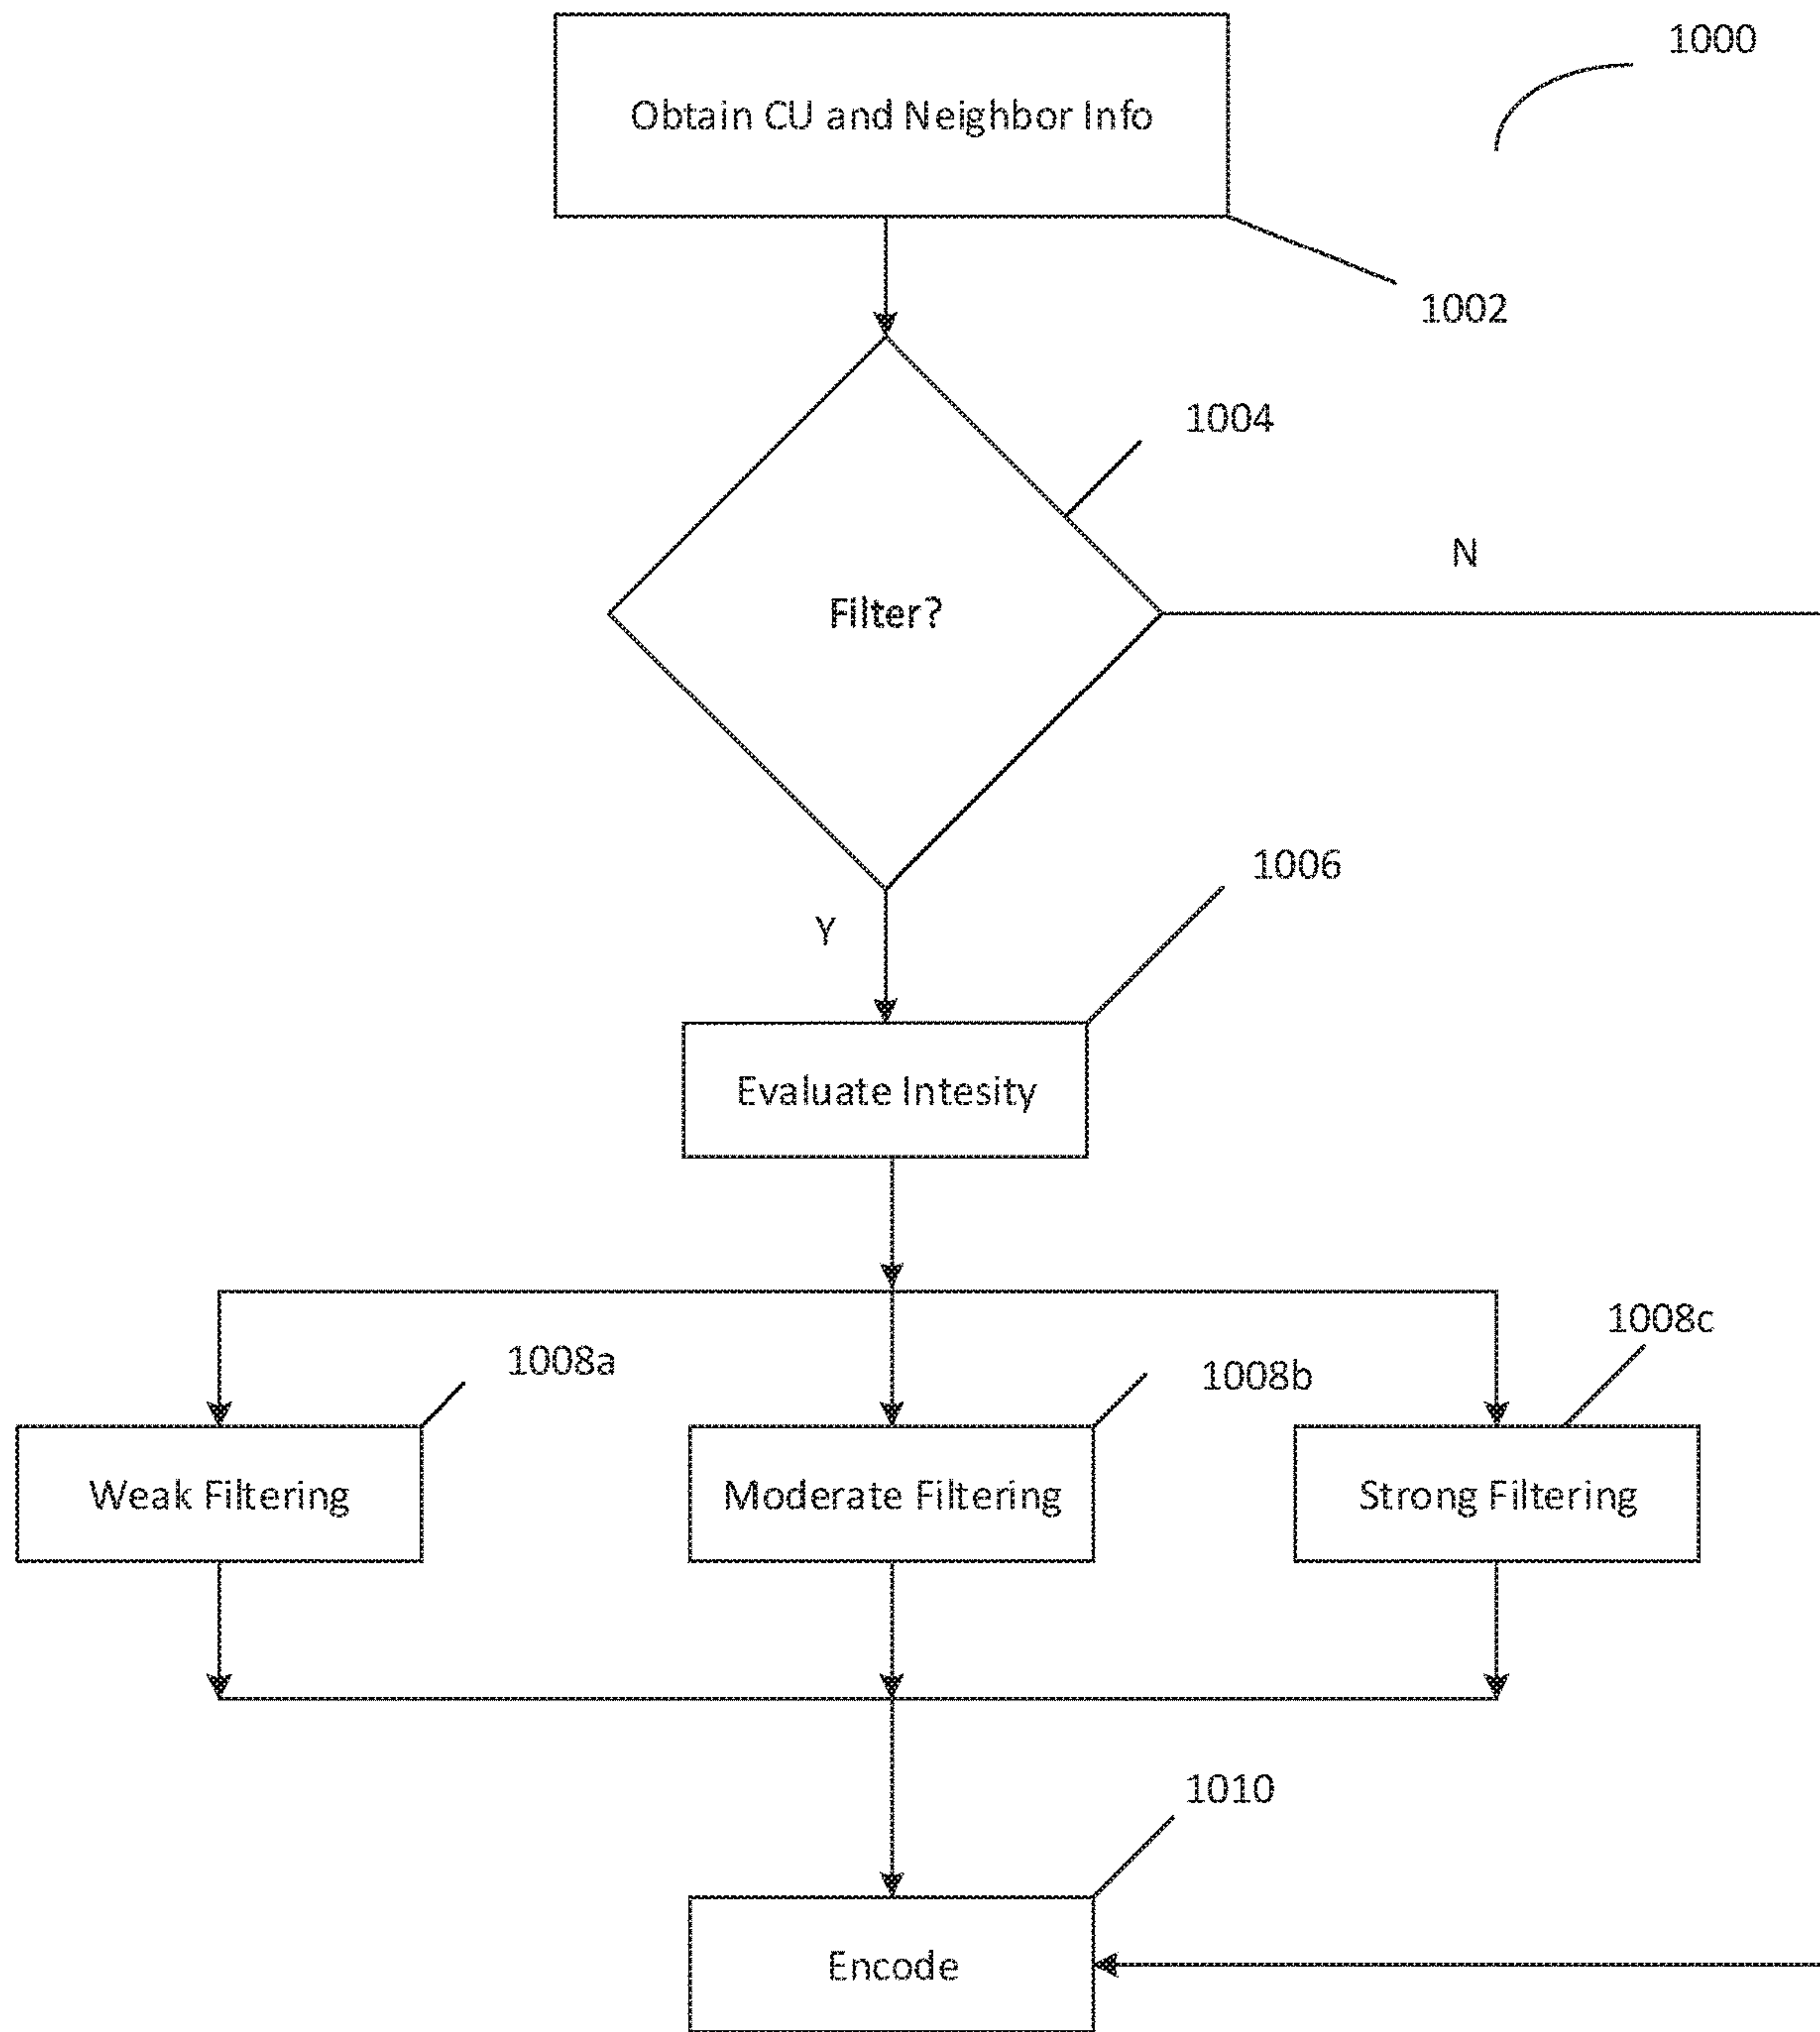 1000
Obtain CU and Neighbor Info
1002
1004
N
Filter?
1006
Y
Evaluate Intesity
1008c
1008a
1008b
Weak Filtering
Moderate Filtering
Strong Filtering
1010
Encode